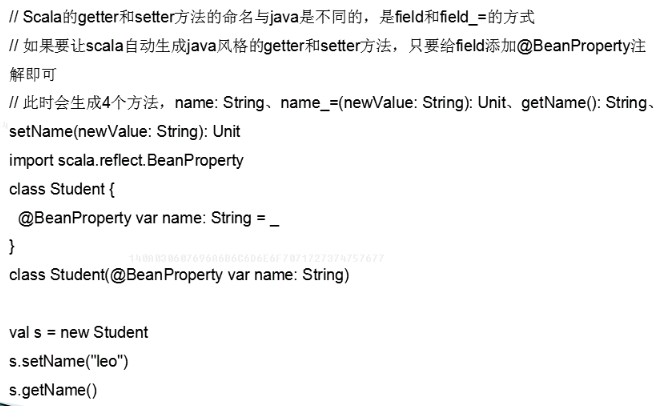 // Scala的getter和setter方法的命名与java是不同的，是field和field_=的方式
// 如果要让scala自动生成java风格的getter和setter方法，只要给field添加@BeanProperty注
解即可
// 此时会生成4个方法，name: String、name_=(newValue: String): Unit、getName(): String、
setName(newValue: String): Unit
import scala.reflect.BeanProperty
class Student {
  @BeanProperty var name: String = _
}
class Student(@BeanProperty var name: String)
val s = new Student
s.setName("leo")
s.getName()